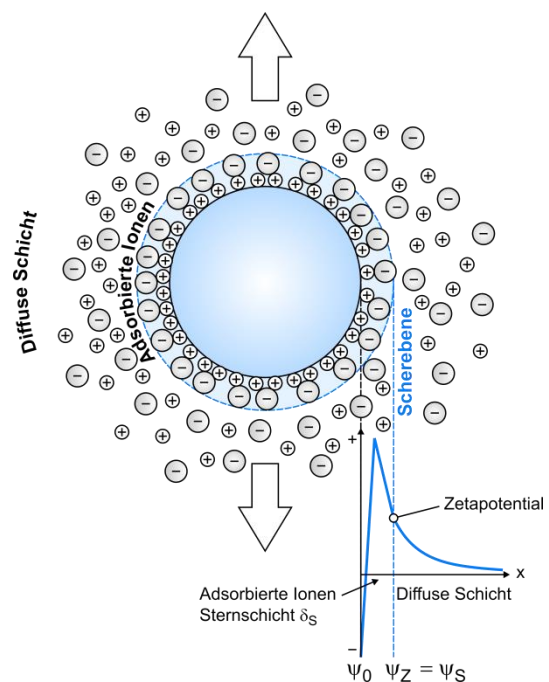 Diffuse Schicht
Adsorbierte Ionen
Scherebene
+
Zetapotential
x
Adsorbierte Ionen
Sternschicht δS
Diffuse Schicht
−
ψ0
ψZ = ψS